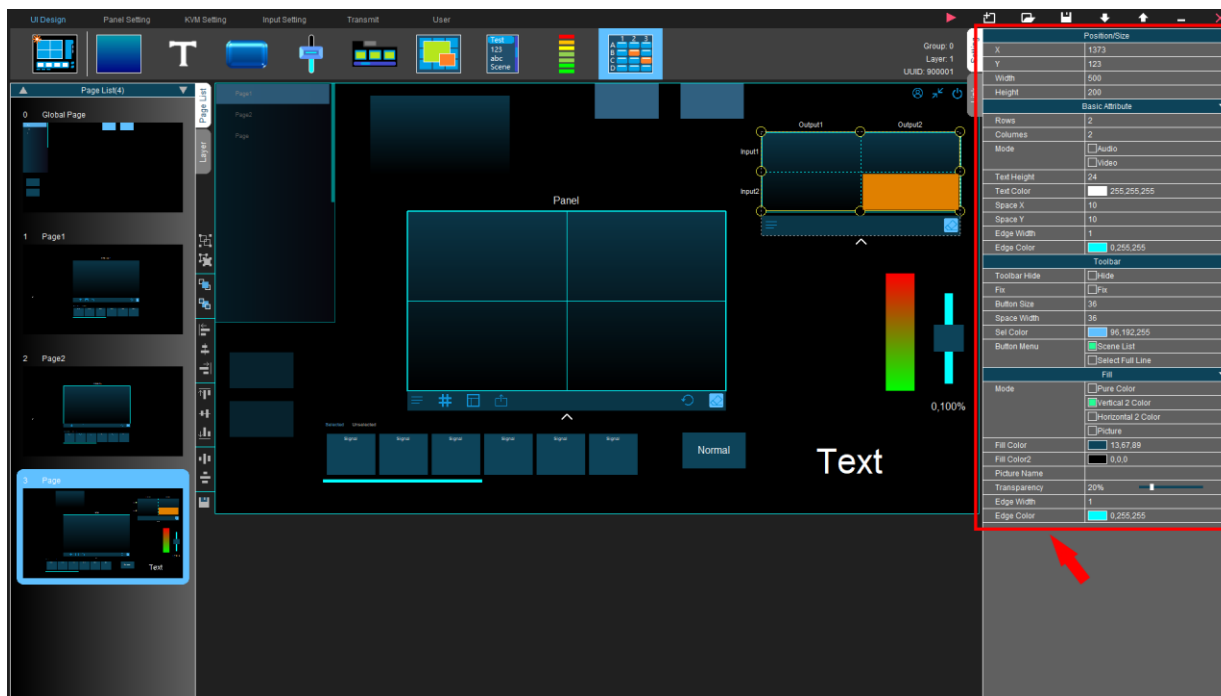 UI Design Panel Setting KVM Setting Input Setting Transmit User
T
Test
123
abc
Scene
1 2 3
A
B
C
D
Group: 0
Layer: 1
UUID: 900001
Setting
Page List(4)
Page List
Layer
0 Global Page
1 Page1
2 Page2
3 Page
Text
Page1
Page2
Page
Output1 Output2
Input1
Input2
Panel
0,100%
Selected Unselected
Signal Signal Signal Signal Signal Signal
Normal
Text
Position/Size
X 1373
Y 123
Width 500
Height 200
Basic Attribute
Rows 2
Columes 2
Mode Audio
Video
Text Height 24
Text Color 255,255,255
Space X 10
Space Y 10
Edge Width 1
Edge Color 0,255,255
Toolbar
Toolbar Hide Hide
Fix Fix
Button Size 36
Space Width 36
Sel Color 96,192,255
Button Menu Scene List
Select Full Line
Fill
Mode Pure Color
Vertical 2 Color
Horizontal 2 Color
Picture
Fill Color 13,67,89
Fill Color2 0,0,0
Picture Name
Transparency 20%
Edge Width 1
Edge Color 0,255,255